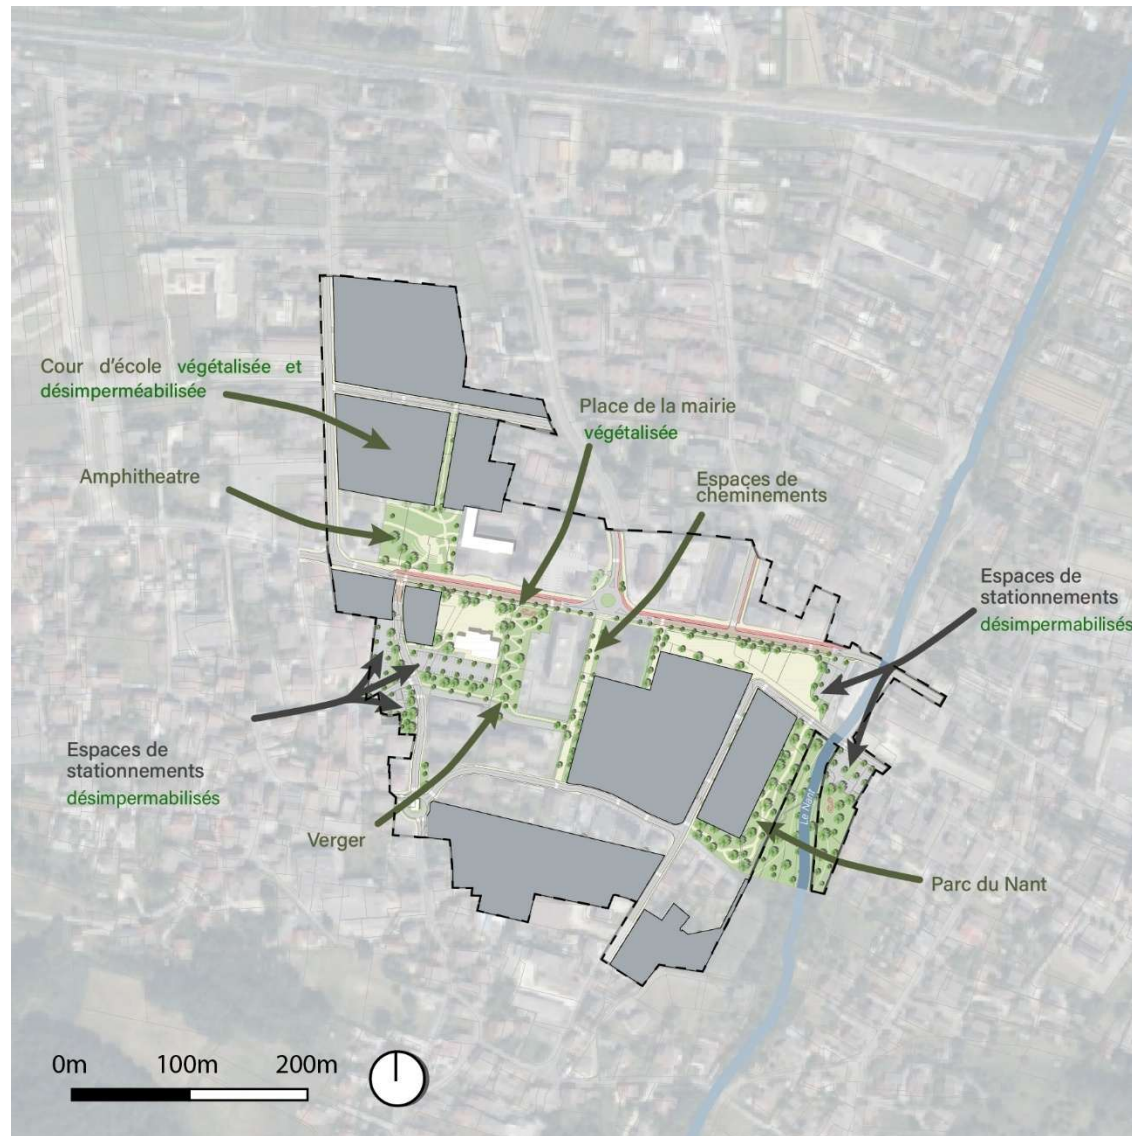 Cour d'école végétalisée et
désimperméabilisée
Place de la mairie
végétalisée
Amphitheatre
Espaces de
cheminements
Espaces de
stationnements
désimpermabilisés
Espaces de
stationnements
désimpermabilisés
Le Nant
Verger
Parc du Nant
0m 100m 200m